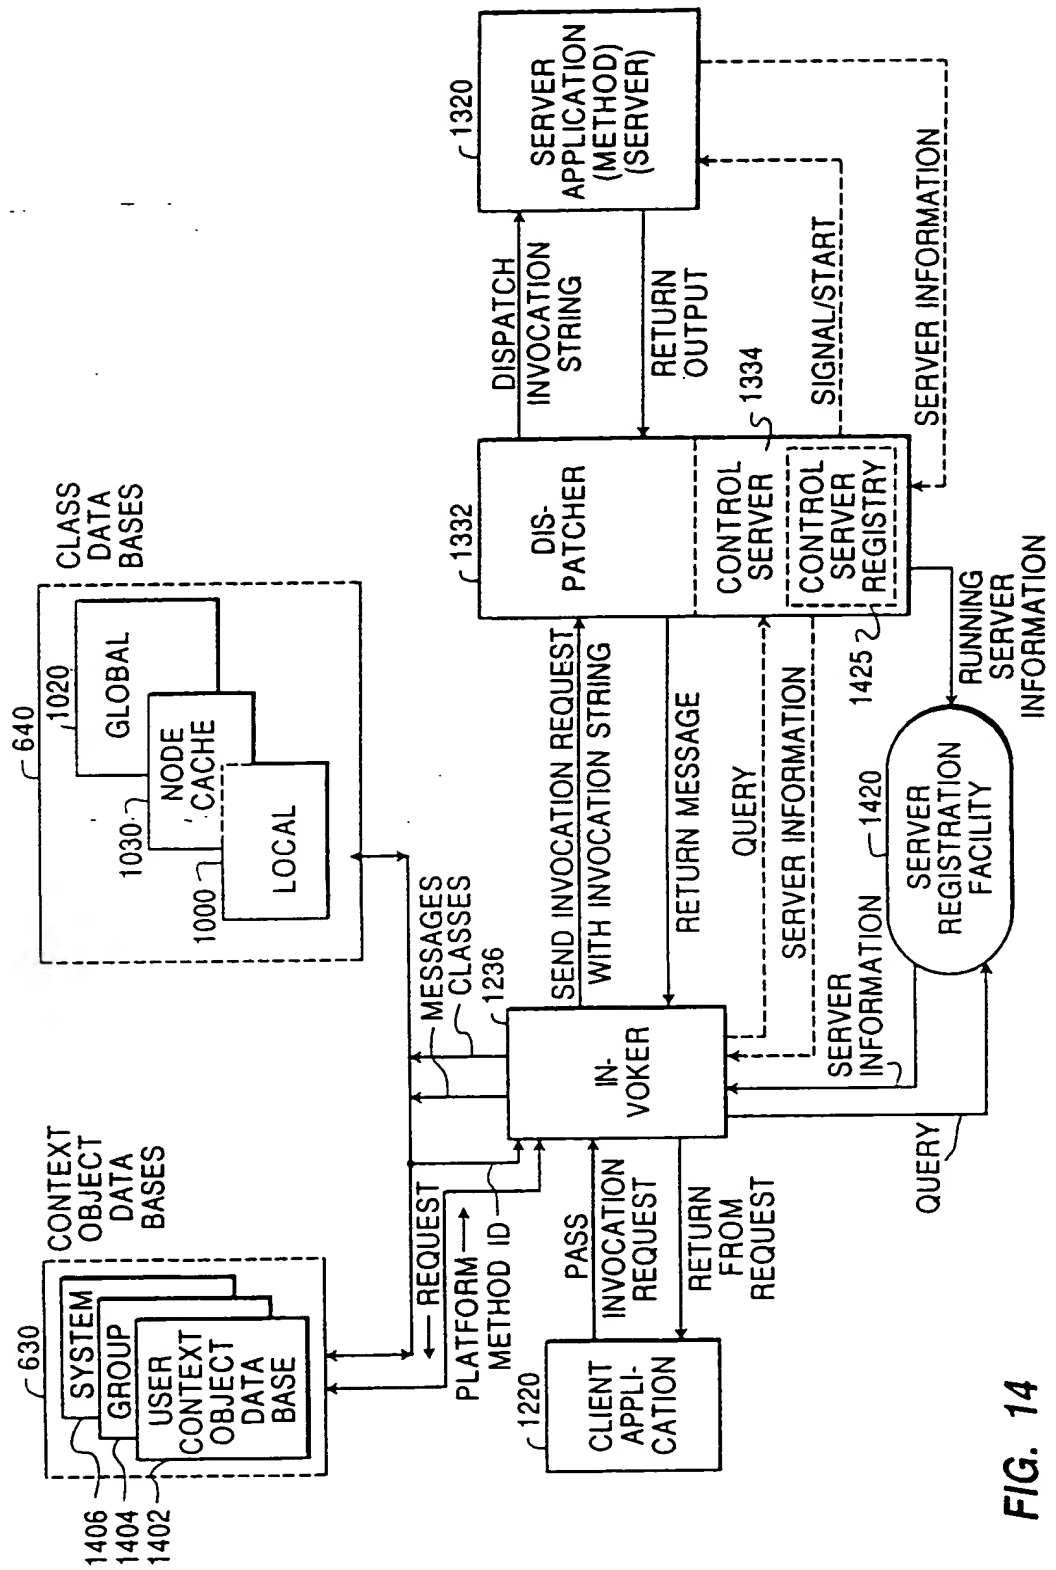 630
CONTEXT
OBJECT
DATA
BASES
SYSTEM
GROUP
USER
CONTEXT
OBJECT
DATA
BASE
1406
1404
1402
640
CLASS
DATA
BASES
1020
GLOBAL
1030
NODE
CACHE
1000
LOCAL
MESSAGES
CLASSES
REQUEST
PLATFORM
METHOD ID
1220
CLIENT
APPLI-
CATION
PASS
INVOCATION
REQUEST
RETURN
FROM
REQUEST
1236
IN-
VOKER
SEND INVOCATION REQUEST
WITH INVOCATION STRING
RETURN MESSAGE
QUERY
SERVER INFORMATION
1332
DIS-
PATCHER
CONTROL
SERVER
1334
CONTROL
SERVER
REGISTRY
1425
DISPATCH
INVOCATION
STRING
RETURN
OUTPUT
1320
SERVER
APPLICATION
(METHOD)
(SERVER)
SIGNAL/START
SERVER INFORMATION
QUERY
SERVER
INFORMATION
1420
SERVER
REGISTRATION
FACILITY
RUNNING
SERVER
INFORMATION
FIG. 14